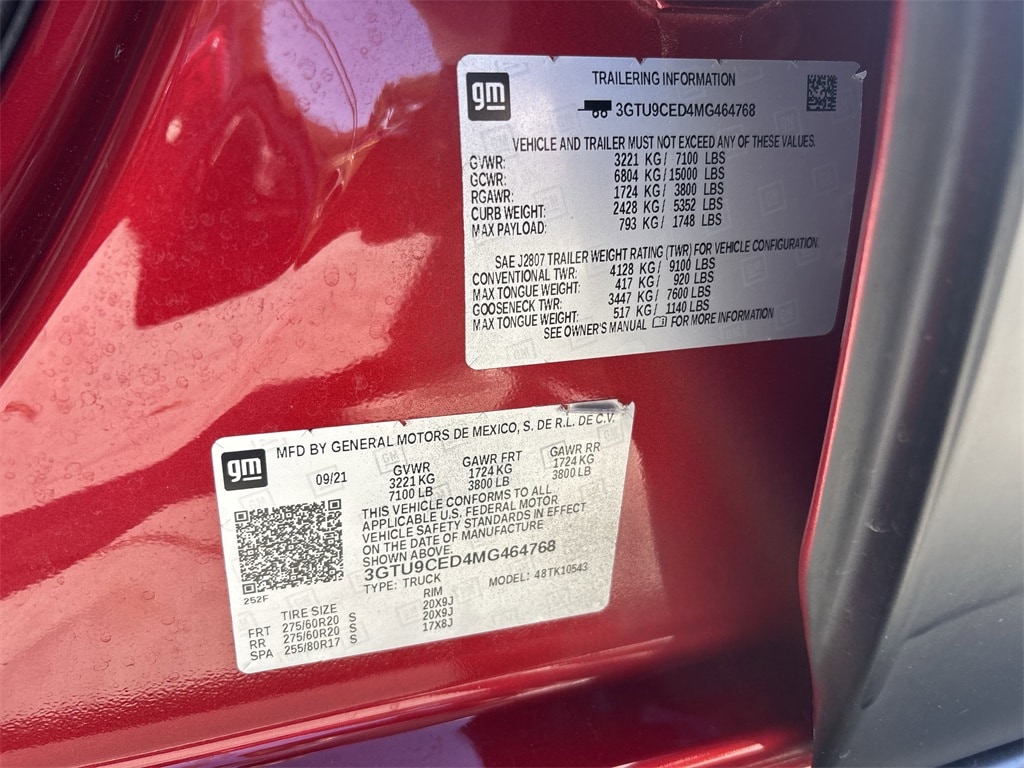 gm
TRAILERING INFORMATION
3GTU9CED4MG464768
VEHICLE AND TRAILER MUST NOT EXCEED ANY OF THESE VALUES.
GVWR: 3221 KG/ 7100 LBS
GCWR: 6804 KG/15000 LBS
RGAWR: 1724 KG/ 3800 LBS
CURB WEIGHT: 2428 KG/ 5352 LBS
MAX PAYLOAD: 793 KG/ 1748 LBS
SAE J2807 TRAILER WEIGHT RATING (TWR) FOR VEHICLE CONFIGURATION.
CONVENTIONAL TWR: 4128 KG/ 9100 LBS
MAX TONGUE WEIGHT: 417 KG/ 920 LBS
GOOSENECK TWR: 3447 KG/ 7600 LBS
MAX TONGUE WEIGHT: 517 KG/ 1140 LBS
SEE OWNER'S MANUAL FOR MORE INFORMATION
gm
MFD BY GENERAL MOTORS DE MEXICO, S. DE R.L. DE C.V.
09/21
GVWR GAWR FRT GAWR RR
3221 KG 1724 KG 1724 KG
7100 LB 3800 LB 3800 LB
THIS VEHICLE CONFORMS TO ALL
APPLICABLE U.S. FEDERAL MOTOR
VEHICLE SAFETY STANDARDS IN EFFECT
ON THE DATE OF MANUFACTURE
SHOWN ABOVE.
3GTU9CED4MG464768
TYPE: TRUCK MODEL: 48TK10543
252F
TIRE SIZE RIM
FRT 275/60R20 S 20X9J
RR 275/60R20 S 20X9J
SPA 255/80R17 S 17X8J